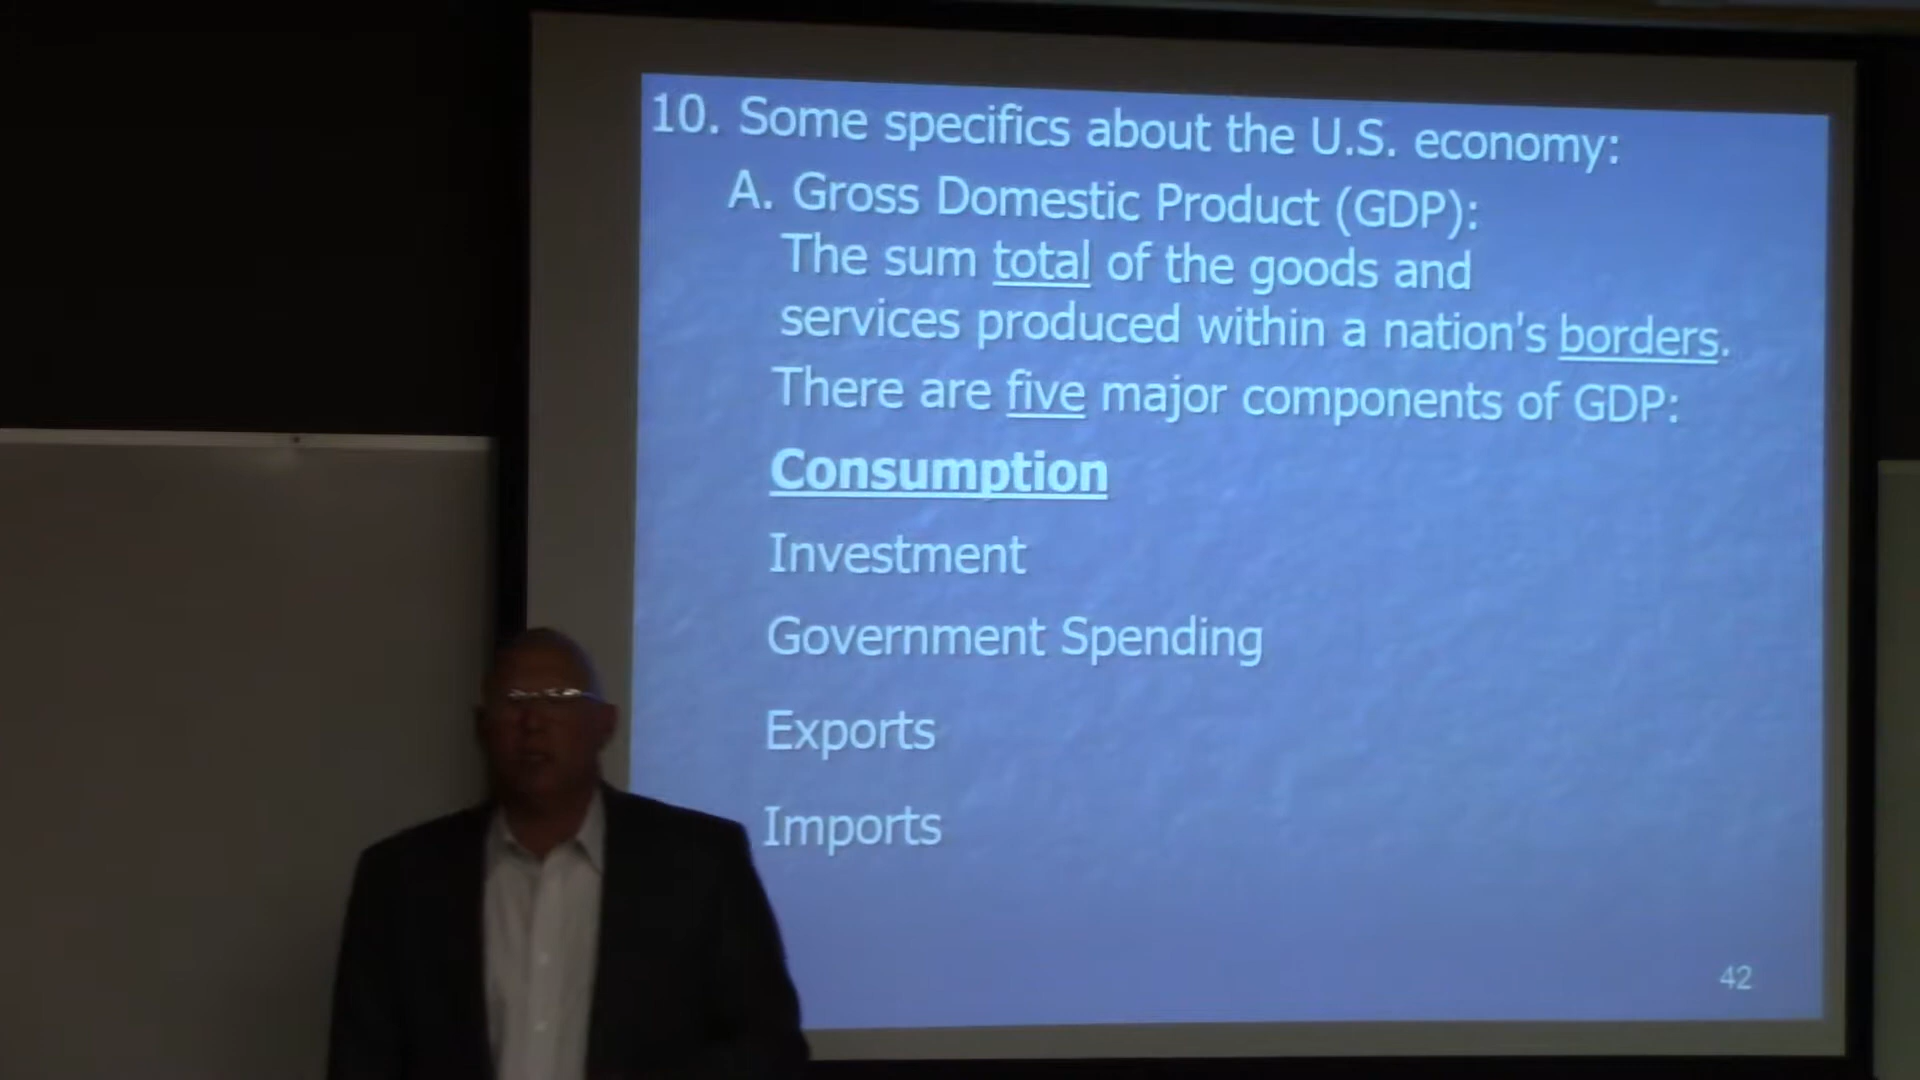 10. Some specifics about the U.S. economy:
A. Gross Domestic Product (GDP):
The sum total of the goods and
services produced within a nation's borders.
There are five major components of GDP:
Consumption
Investment
Government Spending
Exports
Imports
42